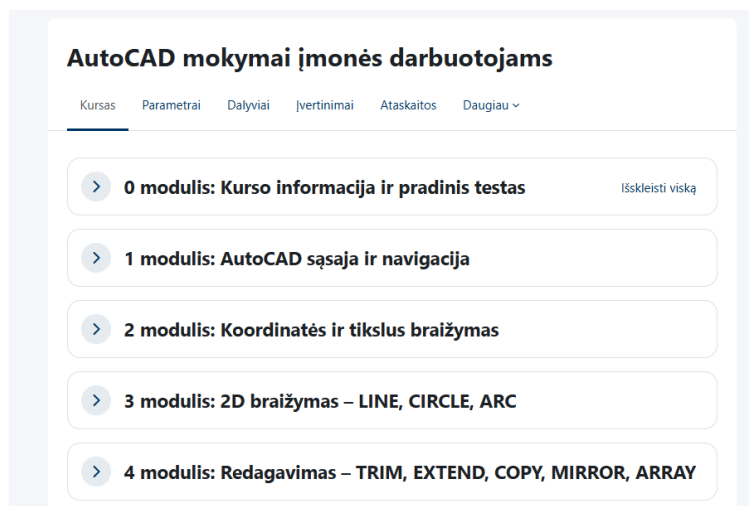 AutoCAD mokymai įmonės darbuotojams
Kursas Parametrai Dalyviai Įvertinimai Ataskaitos Daugiau
0 modulis: Kurso informacija ir pradinis testas Išskleisti viską
1 modulis: AutoCAD sąsaja ir navigacija
2 modulis: Koordinatės ir tikslus braižymas
3 modulis: 2D braižymas – LINE, CIRCLE, ARC
4 modulis: Redagavimas – TRIM, EXTEND, COPY, MIRROR, ARRAY